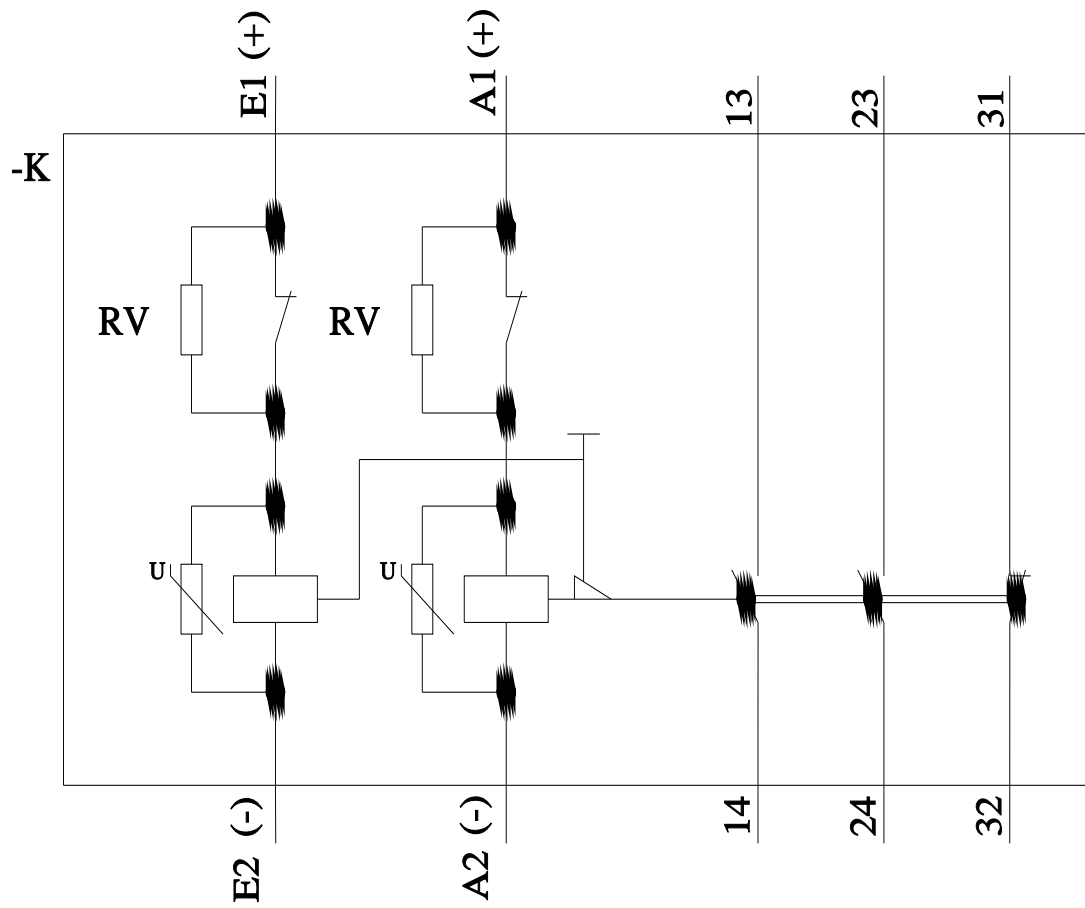 E1 (+)
A1 (+)
13
23
31
-K
RV
RV
U
U
E2 (-)
A2 (-)
14
24
32